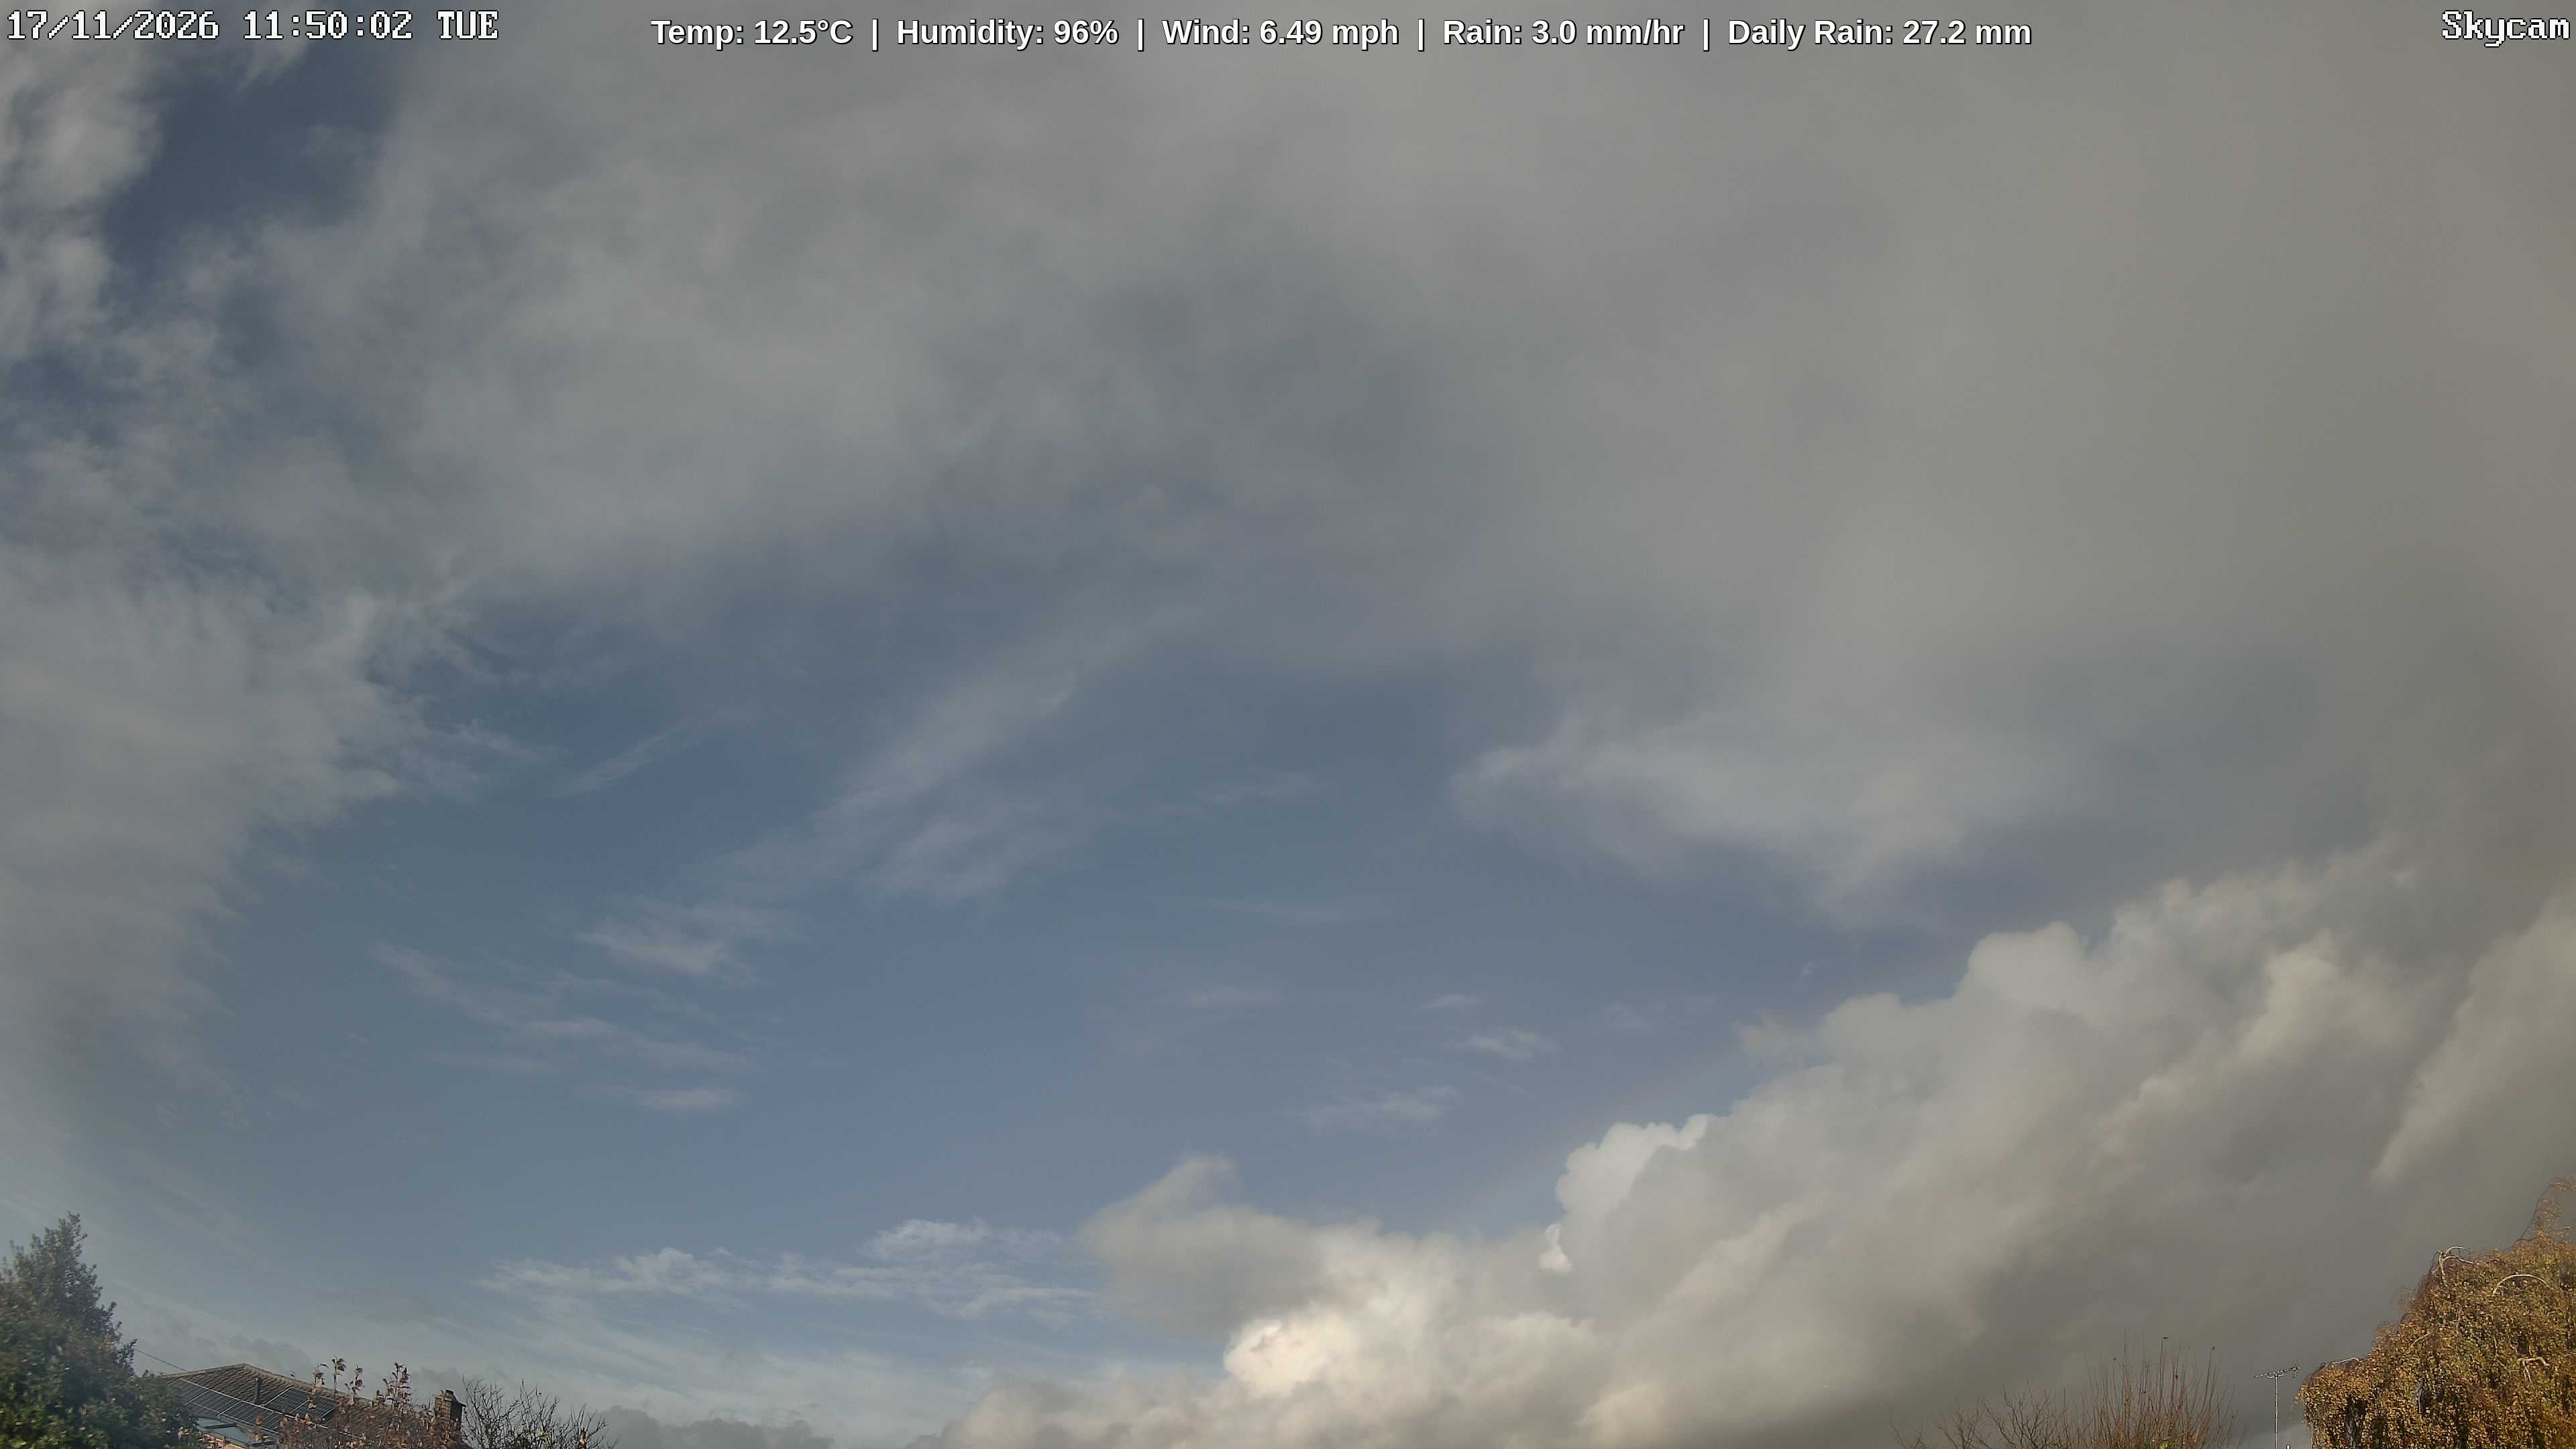 17/11/2026 11:50:02 TUE
Temp: 12.5°C | Humidity: 96% | Wind: 6.49 mph | Rain: 3.0 mm/hr | Daily Rain: 27.2 mm
Skycam